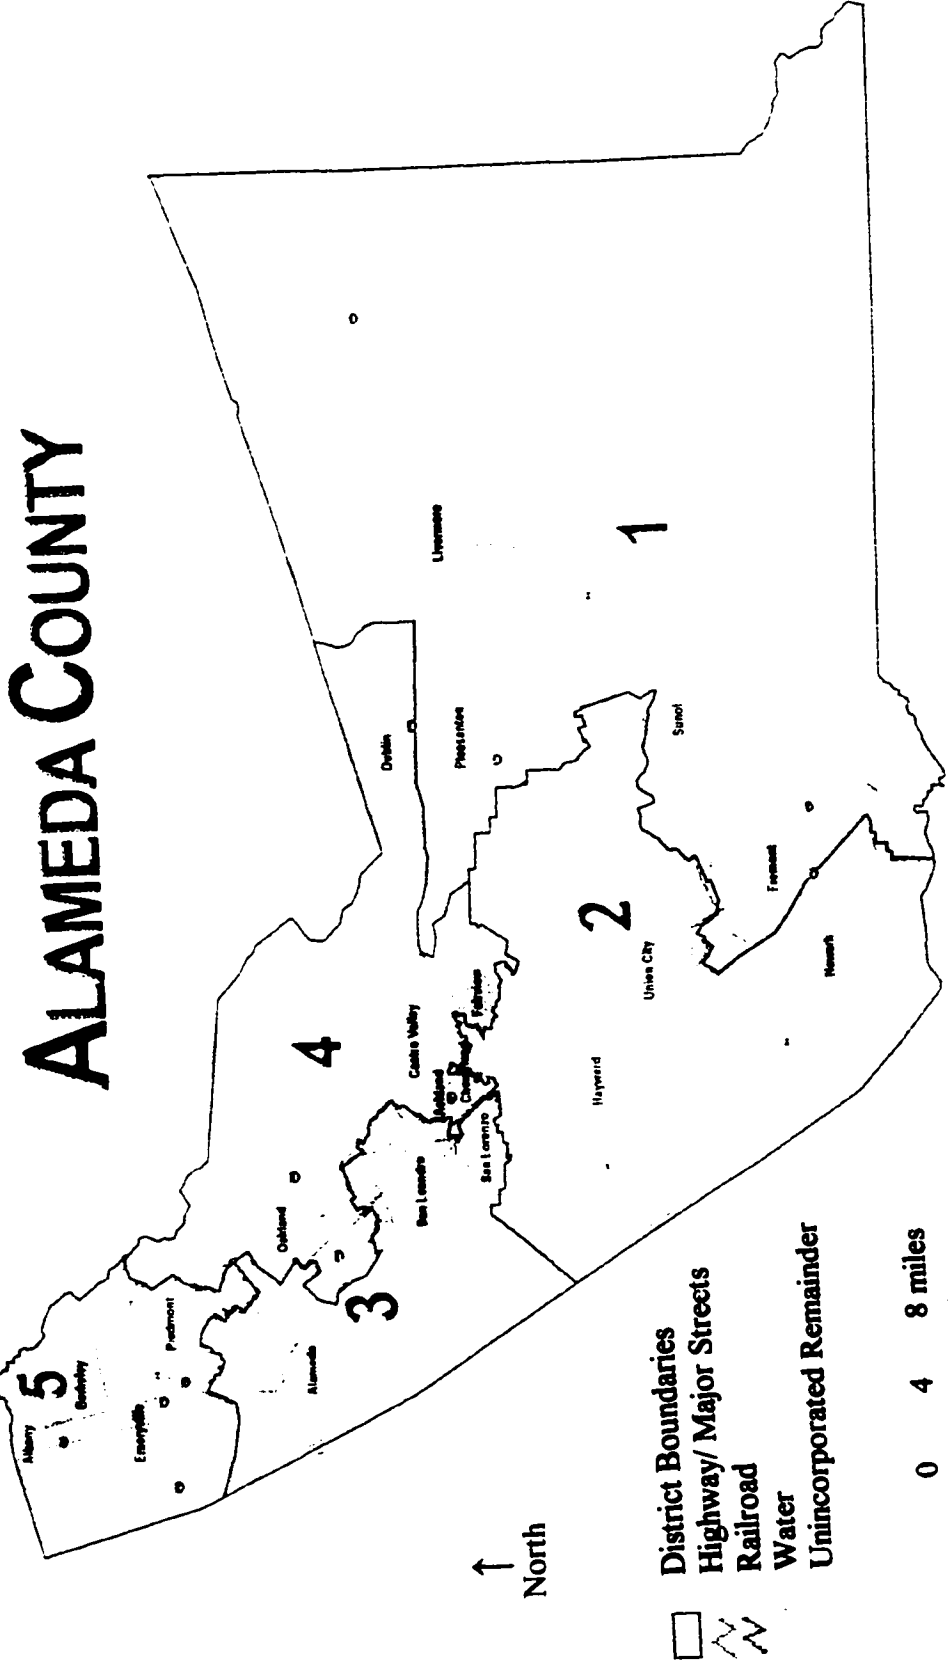 ALAMEDA COUNTY
Albany
5
Berkeley
Emeryville
Piedmont
Alameda
3
Oakland
4
San Leandro
San Lorenzo
Ashland
Castro Valley
Fairview
Dublin
Pleasanton
Livermore
1
Hayward
Union City
2
Sunol
Fremont
Newark
North
District Boundaries
Highway/ Major Streets
Railroad
Water
Unincorporated Remainder
0 4 8 miles